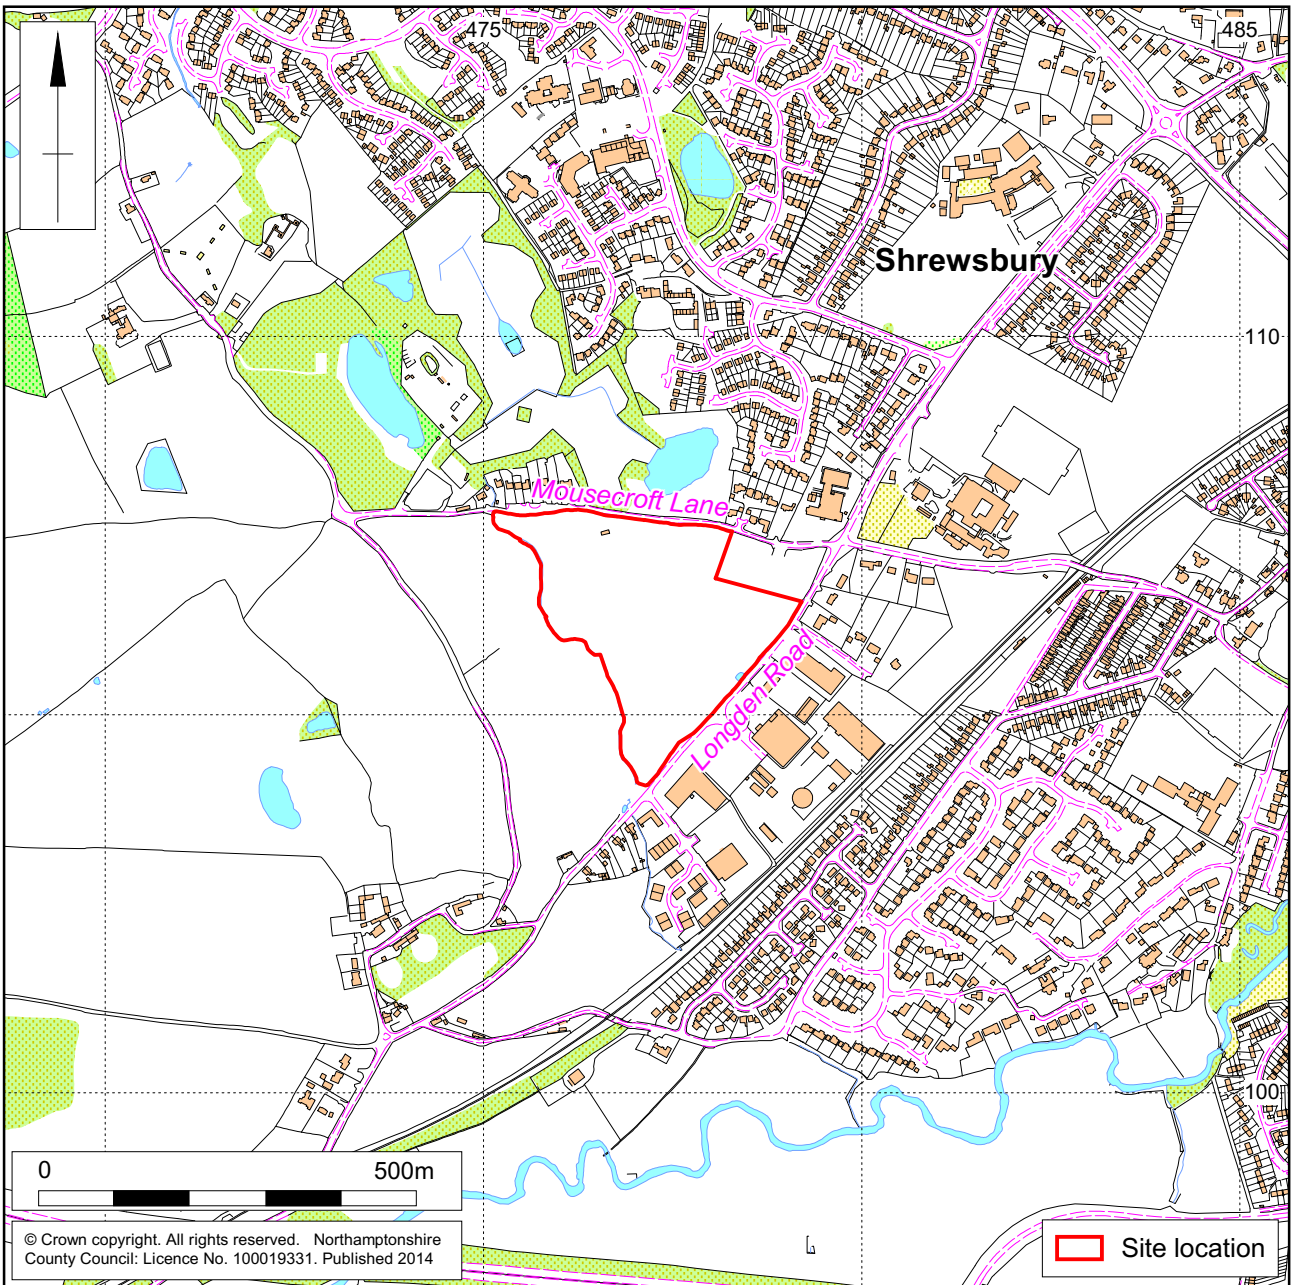 475
485
Shrewsbury
110
Mousecroft Lane
Longden Road
100
0 500m
© Crown copyright. All rights reserved. Northamptonshire
County Council: Licence No. 100019331. Published 2014
Site location